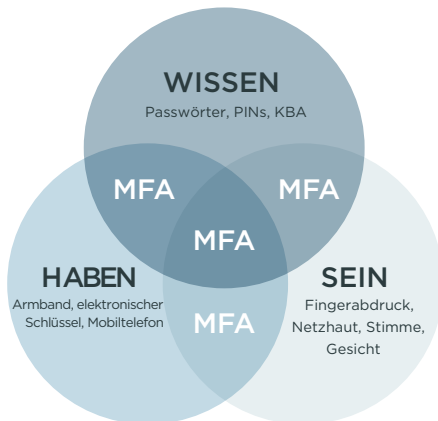 WISSEN
Passwörter, PINs, KBA
MFA
MFA
MFA
HABEN
Armband, elektronischer
Schlüssel, Mobiltelefon
MFA
SEIN
Fingerabdruck,
Netzhaut, Stimme,
Gesicht